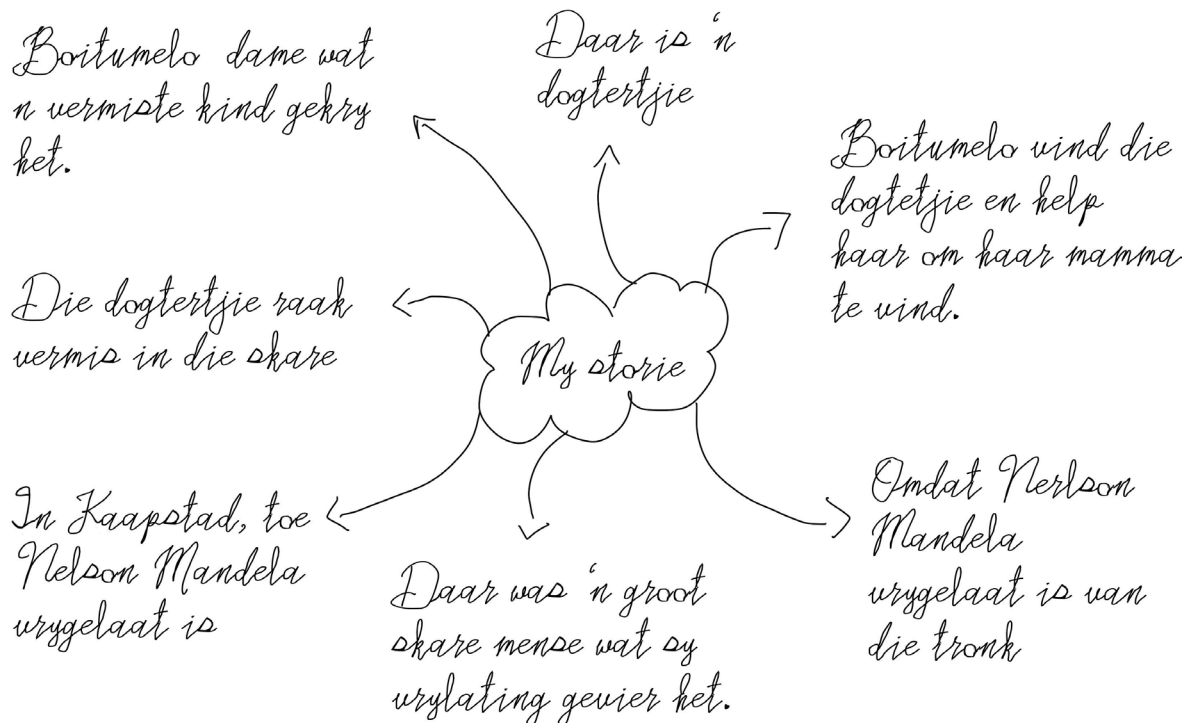 Boitumelo dame wat
n vermiste kind gekry
het.
Daar is 'n
dogtertjie
Boitumelo vind die
dogtetjie en help
haar om haar mamma
te vind.
Die dogtertjie raak
vermis in die skare
My storie
In Kaapstad, toe
Nelson Mandela
vrygelaat is
Daar was 'n groot
skare mense wat sy
vrylating gevier het.
Omdat Nerlson
Mandela
vrygelaat is van
die tronk